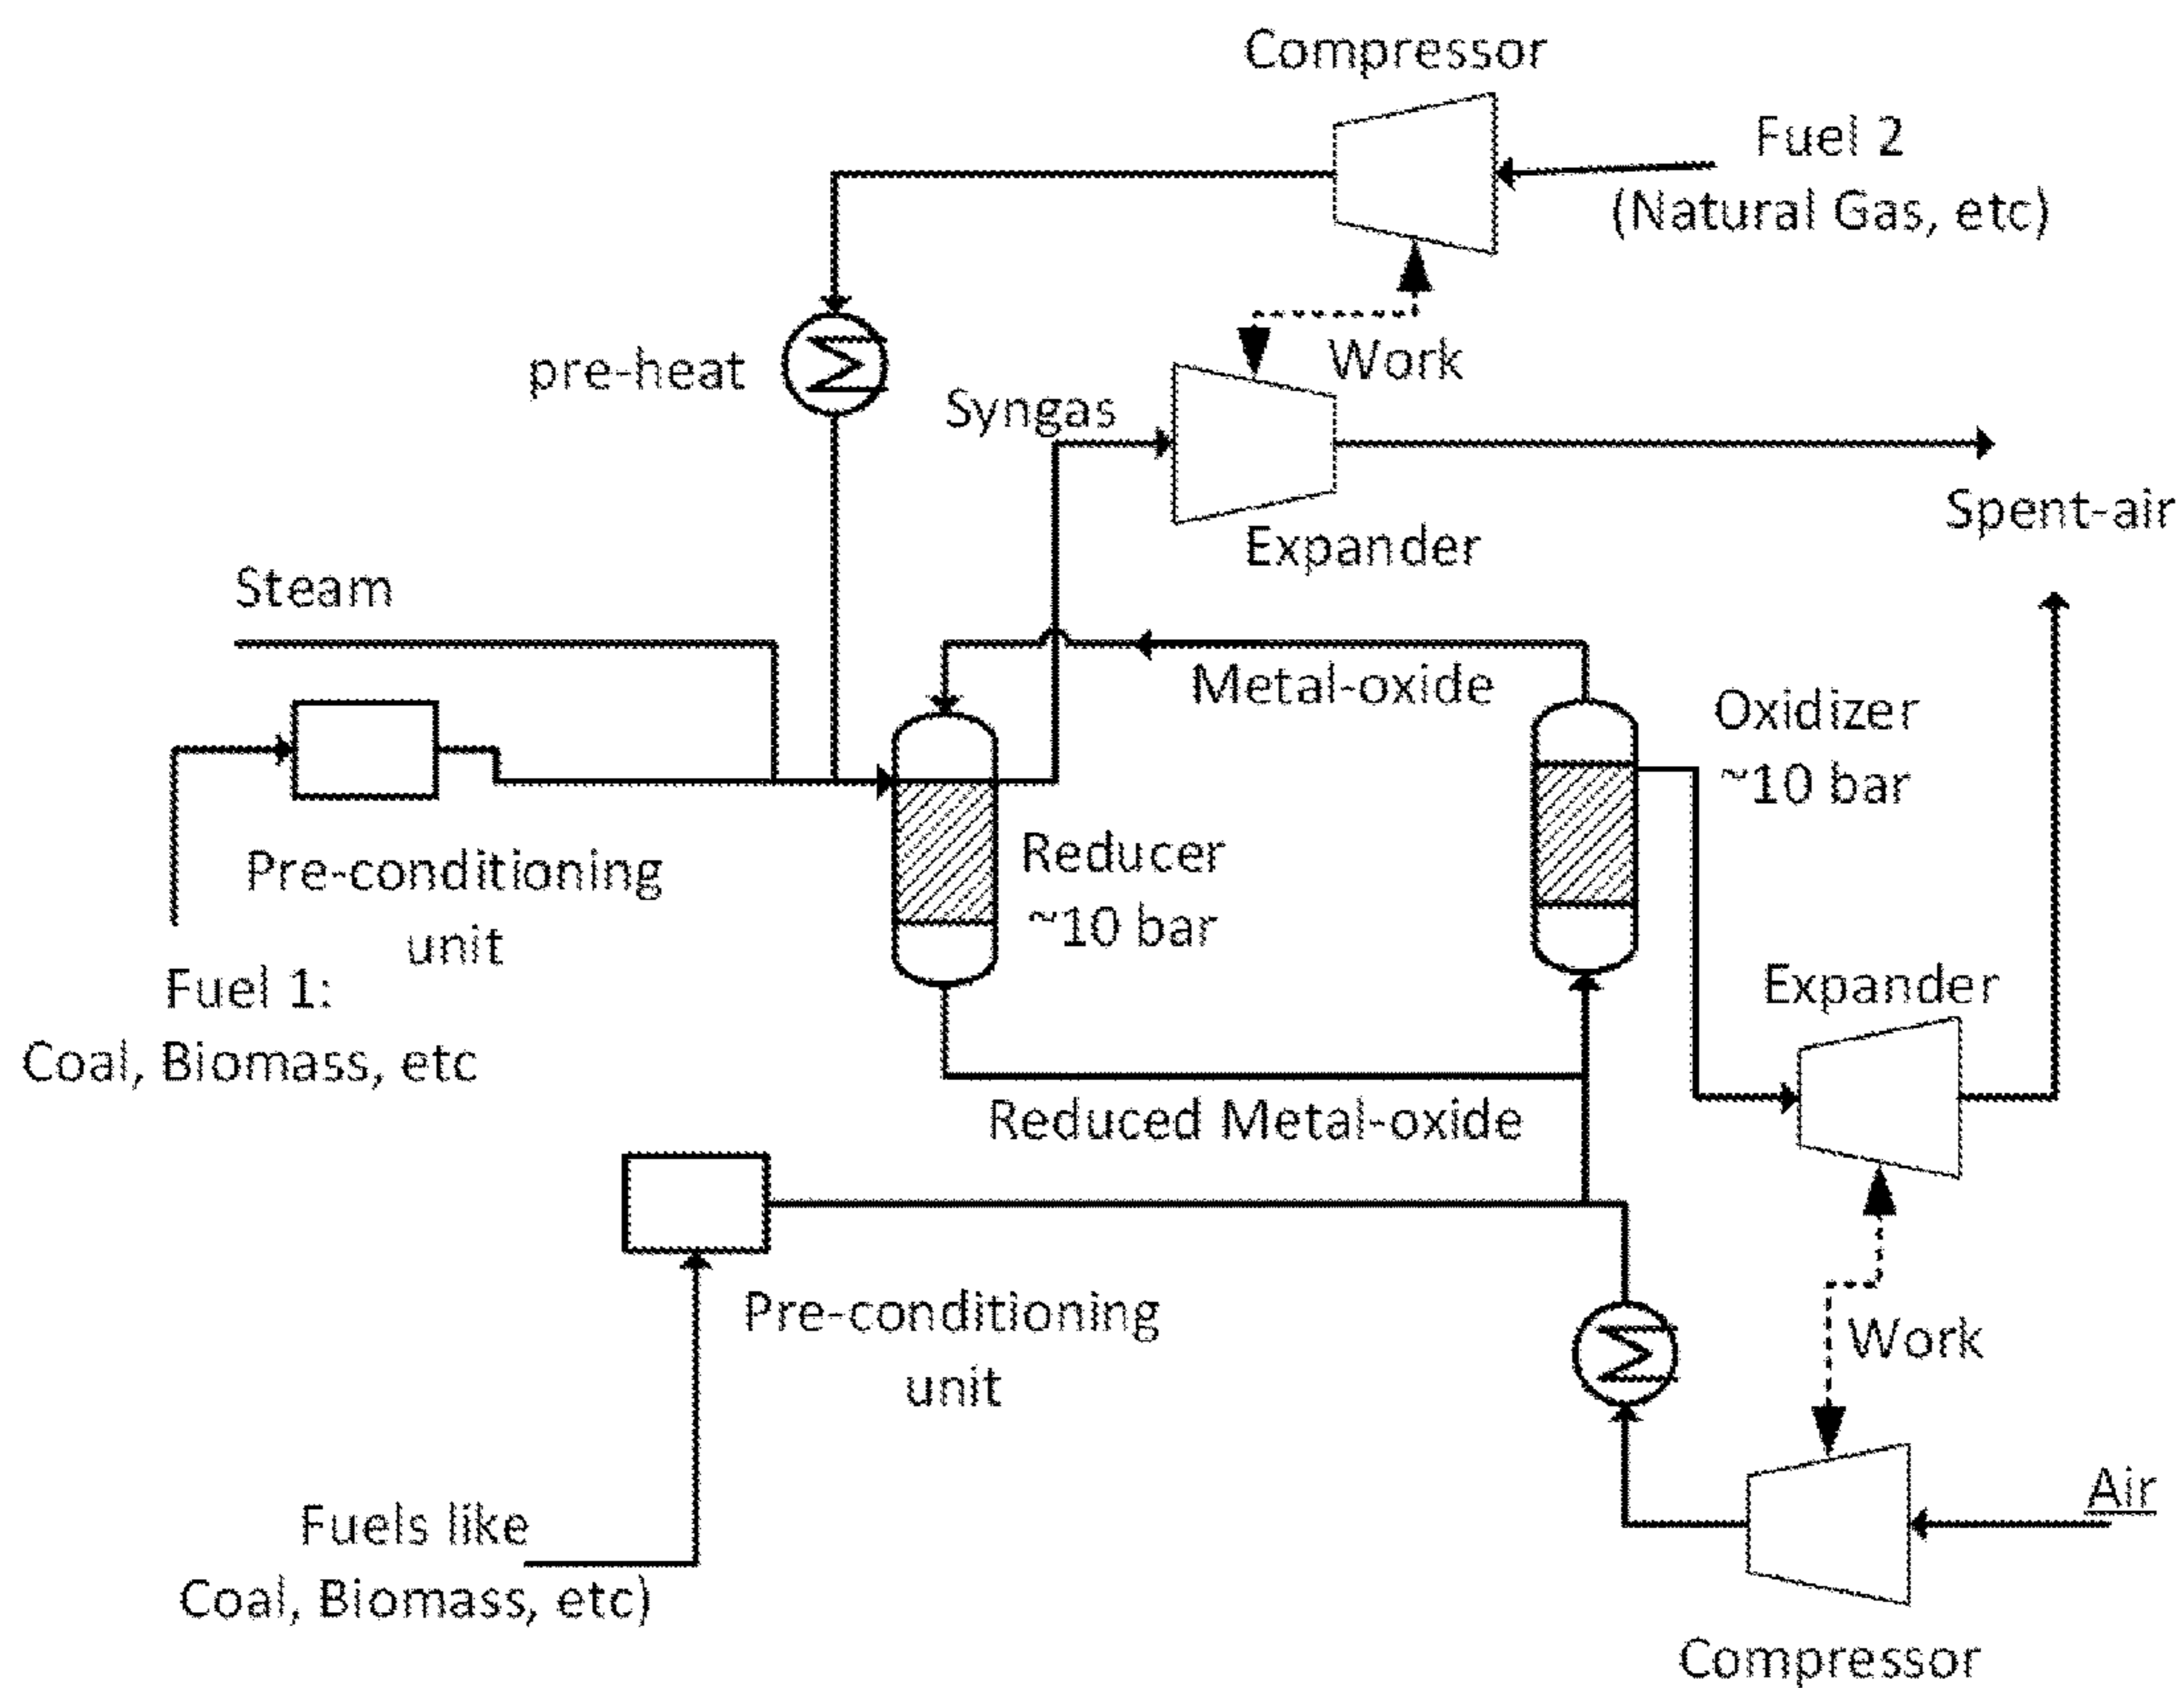 Compressor
Fuel 2
(Natural Gas, etc)
pre-heat
Work
Syngas
Spent-air
Expander
Steam
Metal-oxide
Oxidizer
~10 bar
Reducer
~10 bar
Pre-conditioning
unit
Fuel 1:
Coal, Biomass, etc
Expander
Reduced Metal-oxide
Pre-conditioning
unit
Work
Air
Fuels like
Coal, Biomass, etc)
Compressor